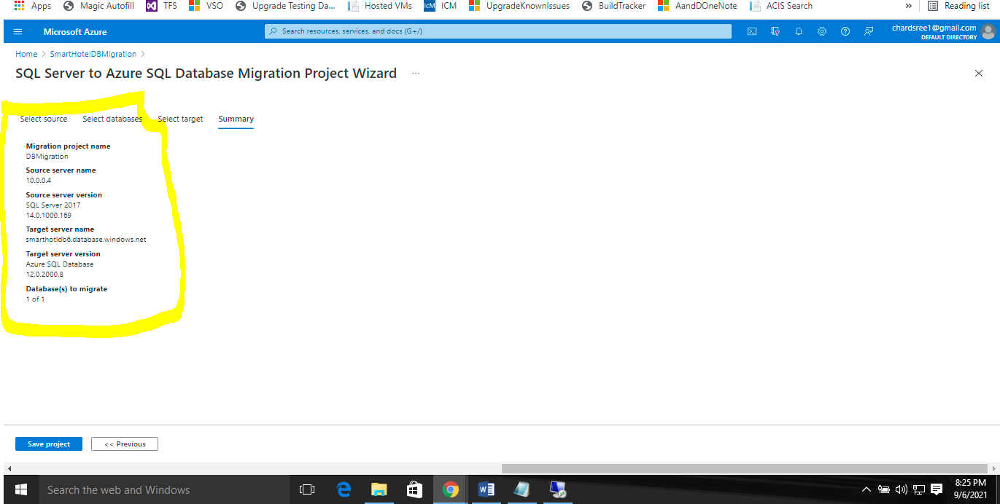 Apps Magic Autofill TFS VSO Upgrade Testing Da... Hosted VMs IcM ICM UpgradeKnownIssues BuildTracker AandDOneNote ACIS Search » Reading list
Microsoft Azure Search resources, services, and docs (G+/) chardsree1@gmail.com
DEFAULT DIRECTORY
Home > SmartHotelDBMigration >
SQL Server to Azure SQL Database Migration Project Wizard ...
Select source Select databases Select target Summary
Migration project name
DBMigration
Source server name
10.0.0.4
Source server version
SQL Server 2017
14.0.1000.169
Target server name
smarthotldb6.database.windows.net
Target server version
Azure SQL Database
12.0.2000.8
Database(s) to migrate
1 of 1
Save project << Previous
Search the web and Windows 8:25 PM
9/6/2021